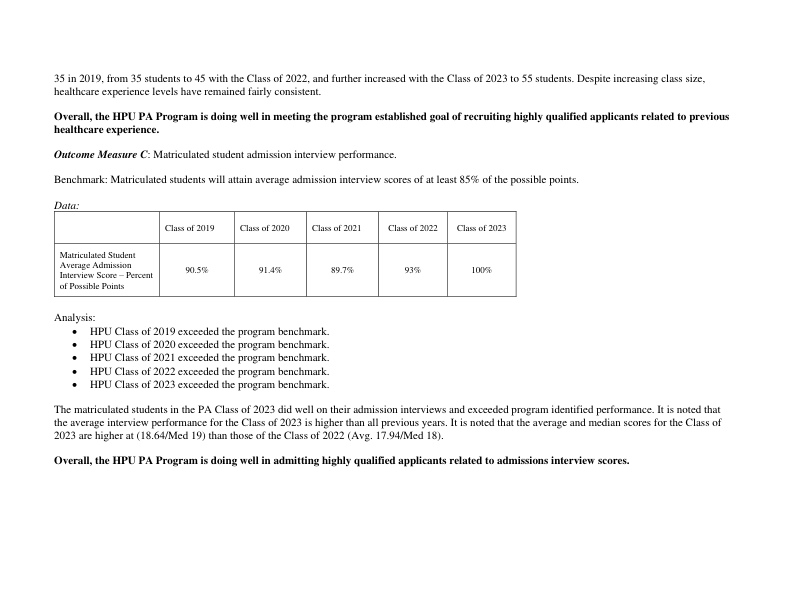 35 in 2019, from 35 students to 45 with the Class of 2022, and further increased with the Class of 2023 to 55 students. Despite increasing class size,
healthcare experience levels have remained fairly consistent.
Overall, the HPU PA Program is doing well in meeting the program established goal of recruiting highly qualified applicants related to previous
healthcare experience.
Outcome Measure C: Matriculated student admission interview performance.
Benchmark: Matriculated students will attain average admission interview scores of at least 85% of the possible points.
Data:
Class of 2019 Class of 2020 Class of 2021 Class of 2022 Class of 2023
Matriculated Student
Average Admission
Interview Score – Percent
of Possible Points
90.5% 91.4% 89.7% 93% 100%
Analysis:
• HPU Class of 2019 exceeded the program benchmark.
• HPU Class of 2020 exceeded the program benchmark.
• HPU Class of 2021 exceeded the program benchmark.
• HPU Class of 2022 exceeded the program benchmark.
• HPU Class of 2023 exceeded the program benchmark.
The matriculated students in the PA Class of 2023 did well on their admission interviews and exceeded program identified performance. It is noted that
the average interview performance for the Class of 2023 is higher than all previous years. It is noted that the average and median scores for the Class of
2023 are higher at (18.64/Med 19) than those of the Class of 2022 (Avg. 17.94/Med 18).
Overall, the HPU PA Program is doing well in admitting highly qualified applicants related to admissions interview scores.